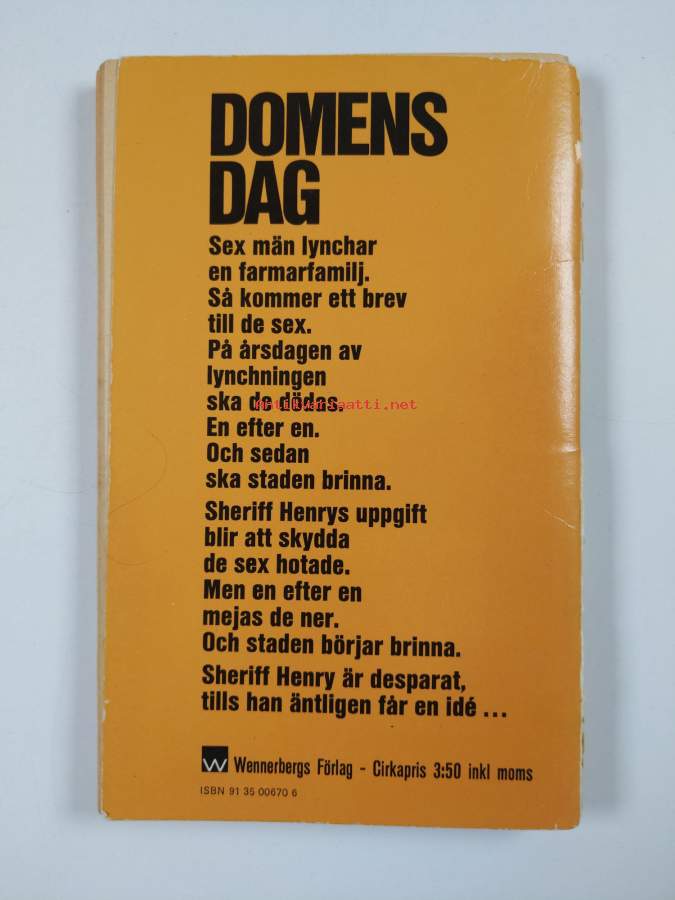 DOMENS
DAG
Sex män lynchar
en farmarfamilj.
Så kommer ett brev
till de sex.
På årsdagen av
lynchningen
ska de dödas.
antikvariaatti.net
En efter en.
Och sedan
ska staden brinna.
Sheriff Henrys uppgift
blir att skydda
de sex hotade.
Men en efter en
mejas de ner.
Och staden börjar brinna.
Sheriff Henry är desparat,
tills han äntligen får en idé ...
W Wennerbergs Förlag - Cirkapris 3:50 inkl moms
ISBN 91 35 00670 6